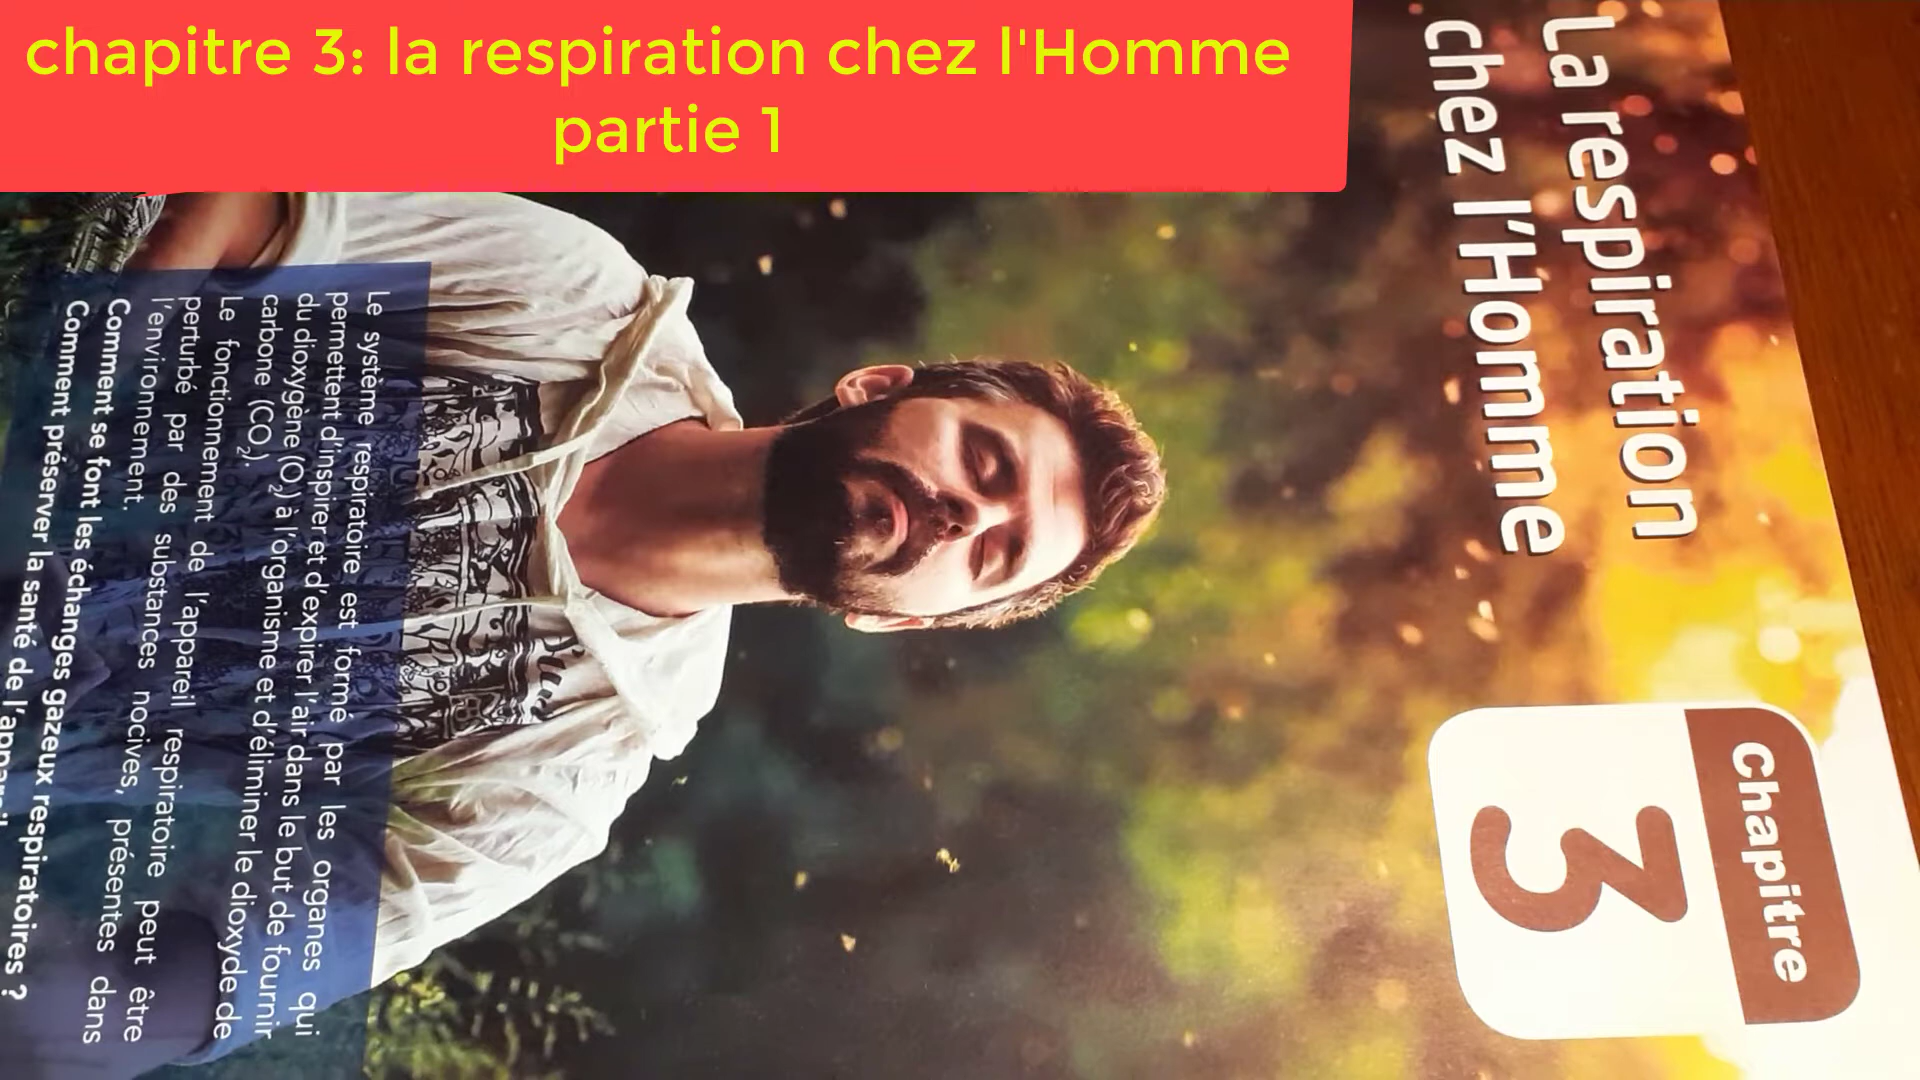 chapitre 3: la respiration chez l'Homme
partie 1
La respiration
chez l'Homme
Chapitre
3
Le système respiratoire est formé par les organes qui
permettent d'inspirer et d'expirer l'air dans le but de fournir
du dioxygène (O₂) à l'organisme et d'éliminer le dioxyde de
carbone (CO₂).
Le fonctionnement de l'appareil respiratoire peut être
perturbé par des substances nocives, présentes dans
l'environnement.
Comment se font les échanges gazeux respiratoires ?
Comment préserver la santé de l'appareil